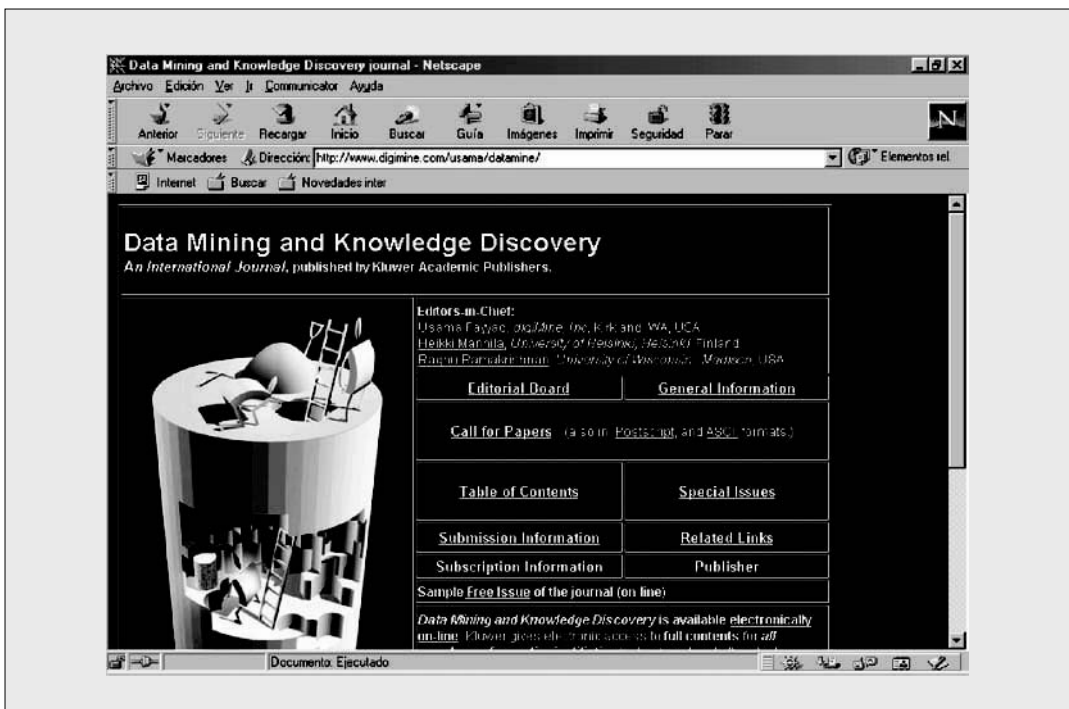 Data Mining and Knowledge Discovery journal - Netscape
Archivo Edición Ver Ir Communicator Ayuda
Anterior Siguiente Recargar Inicio Buscar Guía Imágenes Imprimir Seguridad Parar
Marcadores Dirección: http://www.digimine.com/usama/datamine/ Elementos rel.
Internet Buscar Novedades inter
Data Mining and Knowledge Discovery
An International Journal, published by Kluwer Academic Publishers.
Editors-in-Chief:
Usama Fayyad, digiMine, Inc, Kirkland, WA, USA
Heikki Mannila, University of Helsinki, Helsinki, Finland
Raghu Ramakrishnan, University of Wisconsin - Madison, USA
Editorial Board General Information
Call for Papers (also in Postscript, and ASCII formats.)
Table of Contents Special Issues
Submission Information Related Links
Subscription Information Publisher
Sample Free Issue of the journal (on line)
Data Mining and Knowledge Discovery is available electronically
on-line. Kluwer gives electronic access to full contents for all
Documento: Ejecutado